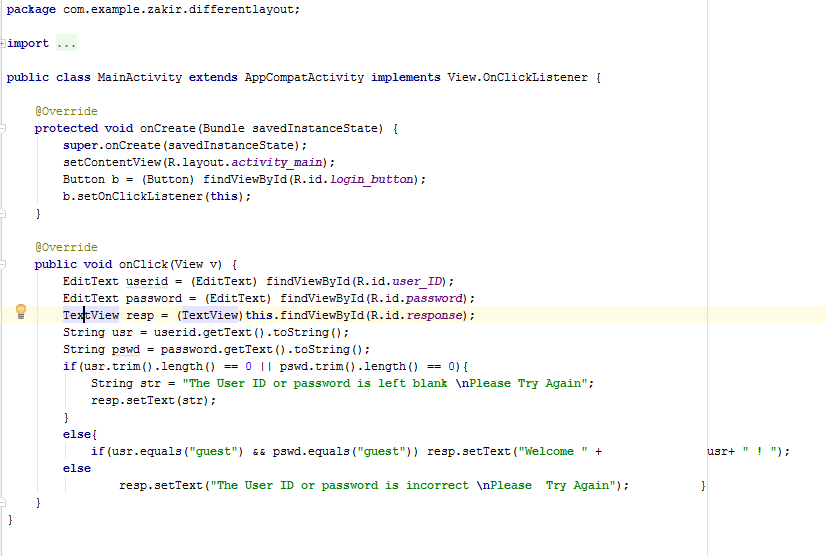 package com.example.zakir.differentlayout;
import ...
public class MainActivity extends AppCompatActivity implements View.OnClickListener {
@Override
protected void onCreate(Bundle savedInstanceState) {
super.onCreate(savedInstanceState);
setContentView(R.layout.activity_main);
Button b = (Button) findViewById(R.id.login_button);
b.setOnClickListener(this);
}
@Override
public void onClick(View v) {
EditText userid = (EditText) findViewById(R.id.user_ID);
EditText password = (EditText) findViewById(R.id.password);
TextView resp = (TextView)this.findViewById(R.id.response);
String usr = userid.getText().toString();
String pswd = password.getText().toString();
if(usr.trim().length() == 0 || pswd.trim().length() == 0){
String str = "The User ID or password is left blank \nPlease Try Again";
resp.setText(str);
}
else{
if(usr.equals("guest") && pswd.equals("guest")) resp.setText("Welcome " + usr+ " ! ");
else
resp.setText("The User ID or password is incorrect \nPlease  Try Again"); }
}
}